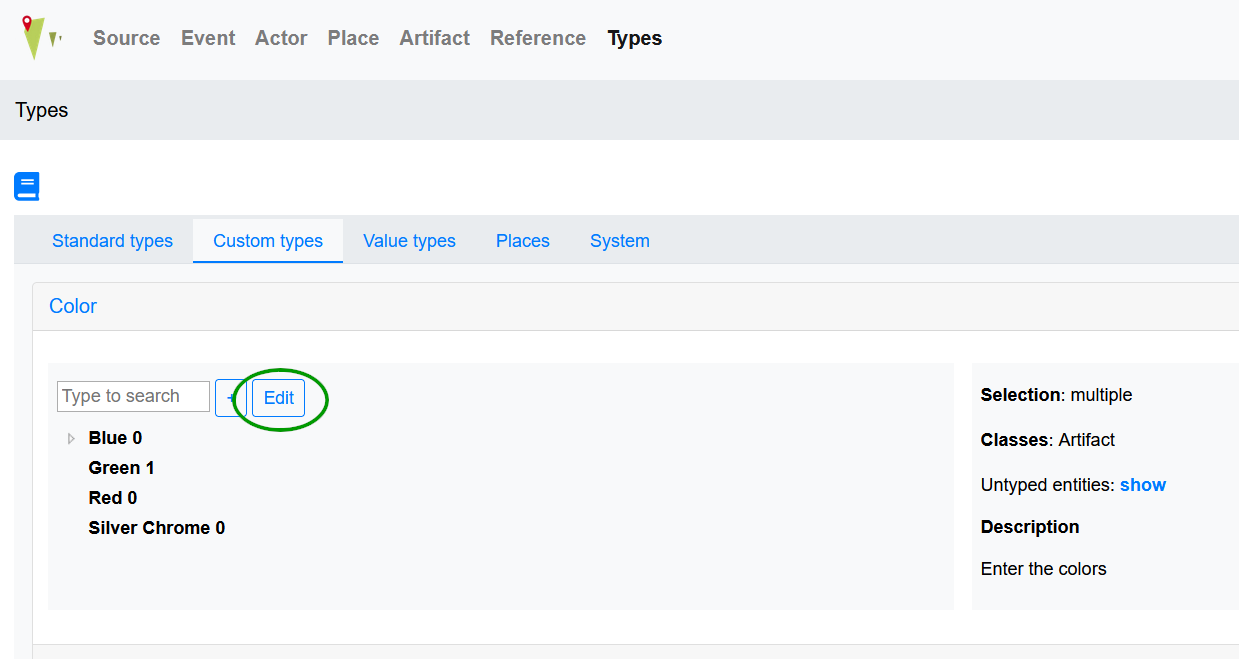 Source Event Actor Place Artifact Reference Types
Types
Standard types Custom types Value types Places System
Color
Type to search + Edit
Blue 0
Green 1
Red 0
Silver Chrome 0
Selection: multiple
Classes: Artifact
Untyped entities: show
Description
Enter the colors